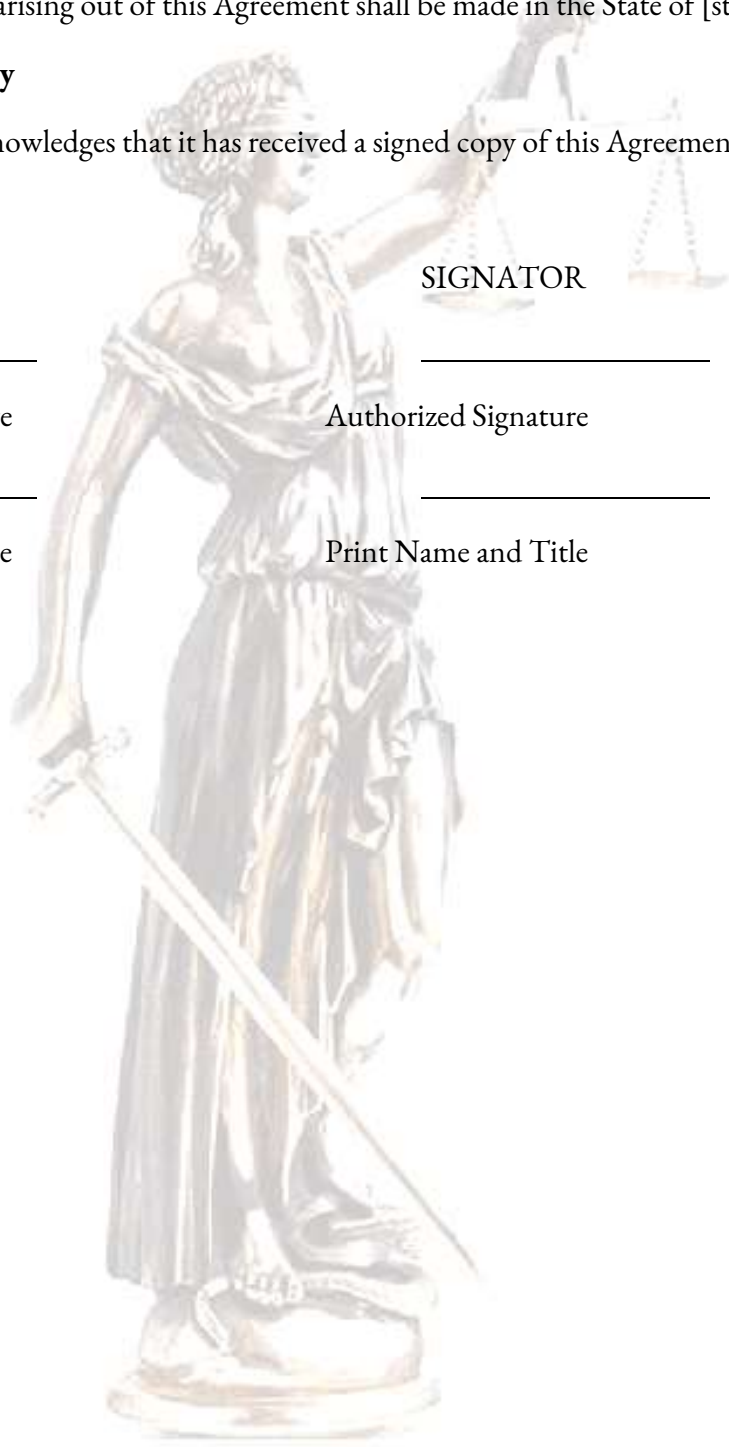 arising out of this Agreement shall be made in the State of [st
y
nowledges that it has received a signed copy of this Agreemen
SIGNATOR
e Authorized Signature
e Print Name and Title